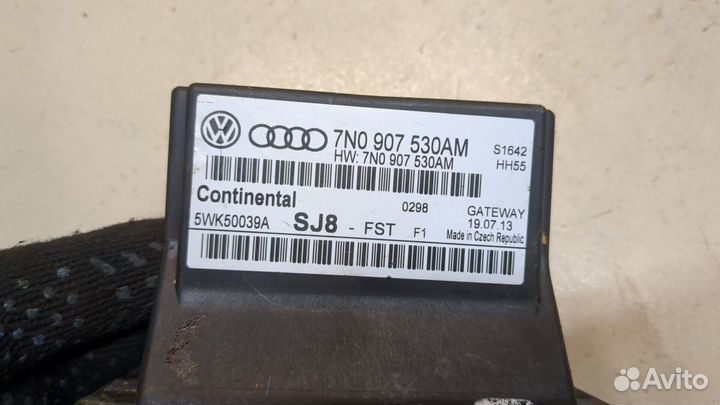 7N0 907 530AM
HW: 7N0 907 530AM
S1642
HH55
Continental
0298
GATEWAY
5WK50039A
SJ8 - FST F1
19.07.13
Made in Czech Republic
Avito